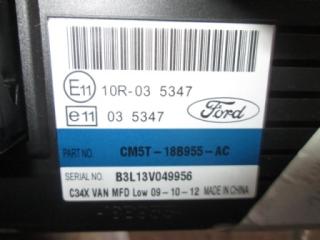 E11 10R-03 5347
e11 03 5347
Ford
PART NO. CM5T-18B955-AC
SERIAL NO. B3L13V049956
C34X VAN MFD Low 09-10-12 MADE IN CHINA